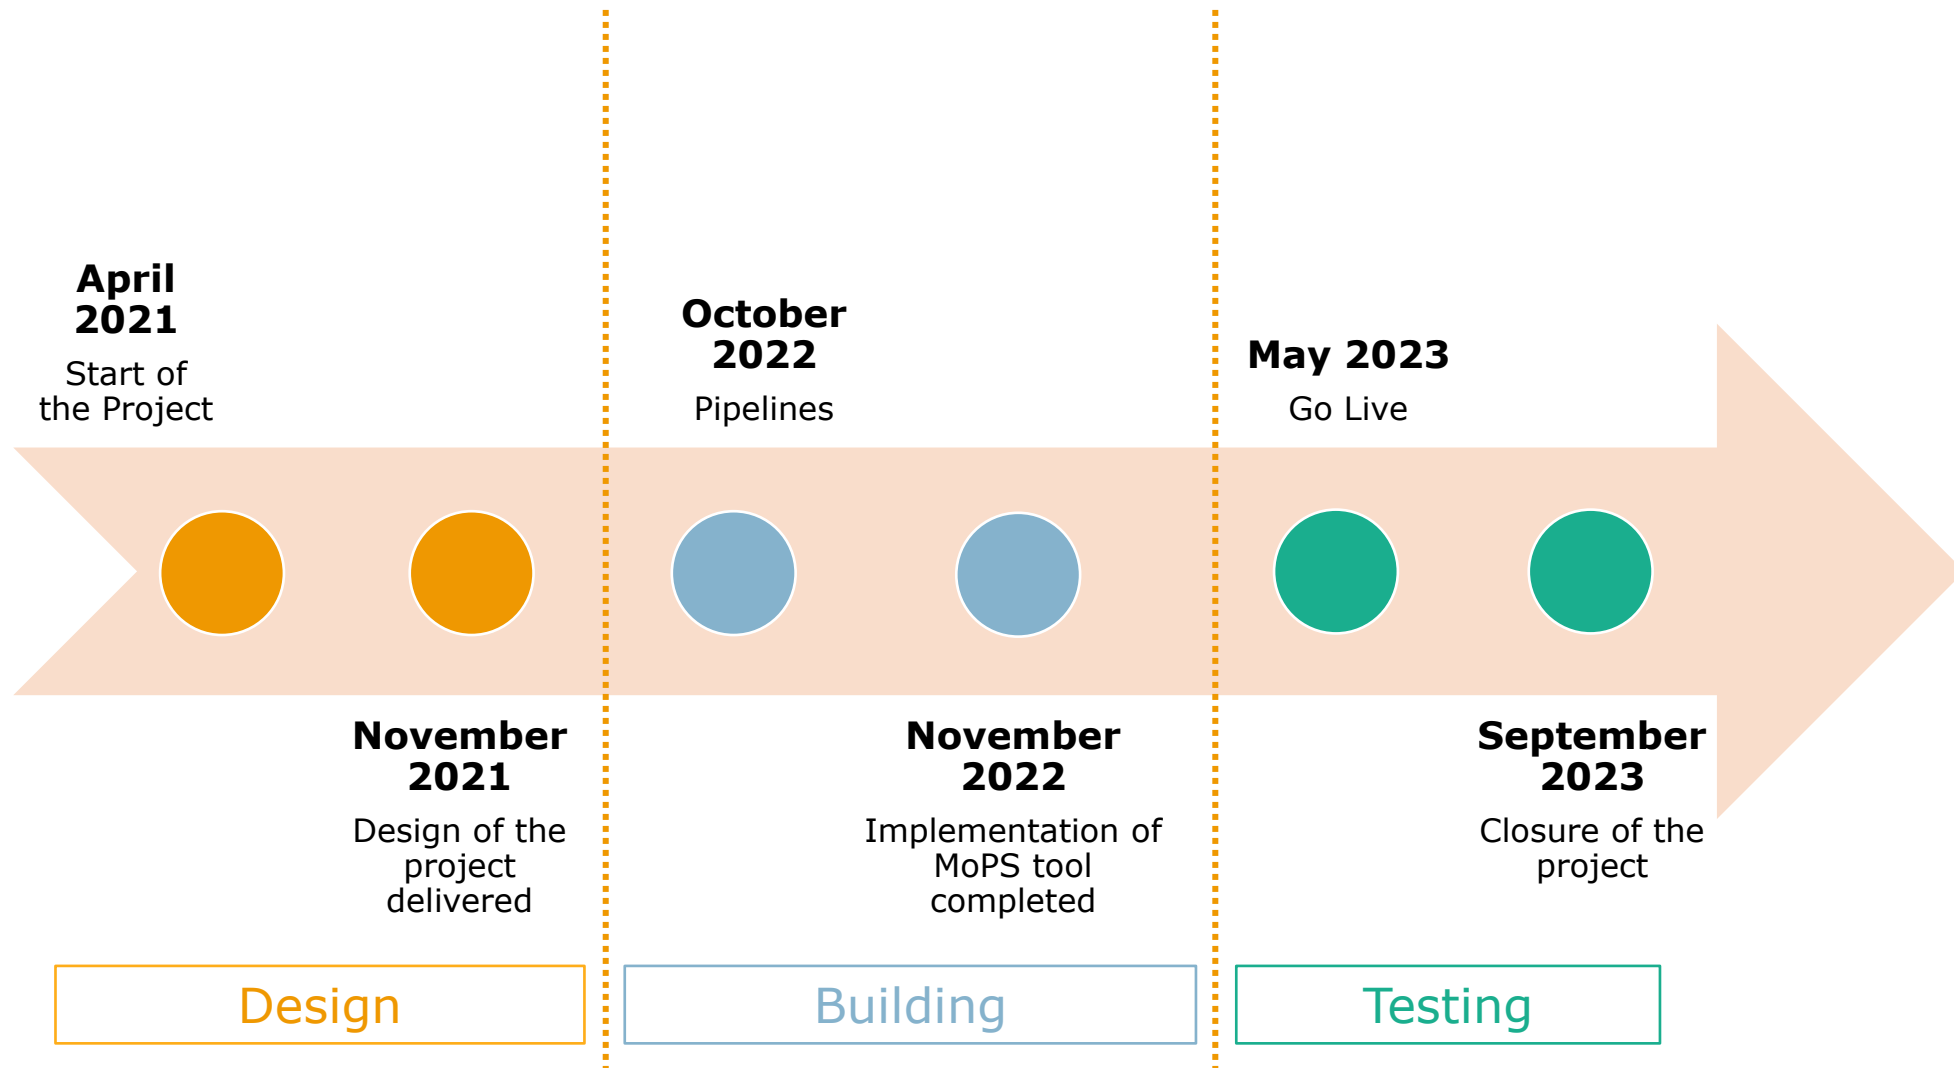 April
2021
Start of
the Project
October
2022
Pipelines
May 2023
Go Live
November
2021
Design of the
project
delivered
November
2022
Implementation of
MoPS tool
completed
September
2023
Closure of the
project
Design
Building
Testing